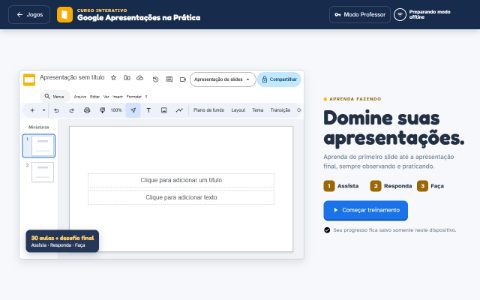 ← Jogos
CURSO INTERATIVO
Google Apresentações na Prática
Modo Professor
Preparando modo offline
Apresentação sem título
Apresentação de slides
Compartilhar
Menus
Arquivo Editar Ver Inserir Formatar
100%
Plano de fundo Layout Tema Transição
Miniaturas
1
2
Clique para adicionar um título
Clique para adicionar texto
30 aulas + desafio final
Assista · Responda · Faça
APRENDA FAZENDO
Domine suas
apresentações.
Aprenda do primeiro slide até a apresentação
final, sempre observando e praticando.
1 Assista 2 Responda 3 Faça
Começar treinamento
Seu progresso fica salvo somente neste dispositivo.